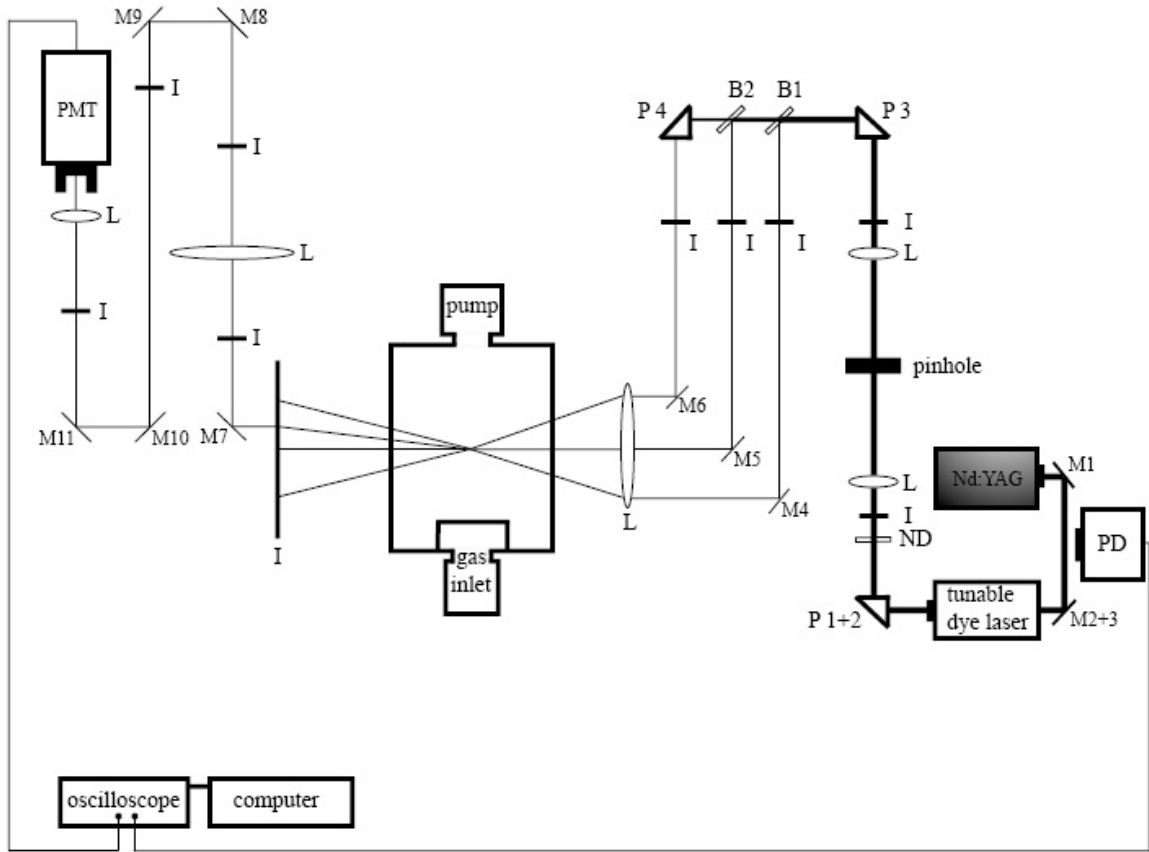 M9
M8
I
PMT
I
B2
B1
P 4
P 3
L
I
I
I
I
L
L
I
I
pump
pinhole
M6
M11
M10
M7
M5
Nd:YAG
M1
L
M4
L
I
ND
PD
I
gas
inlet
P 1+2
tunable
dye laser
M2+3
oscilloscope
computer